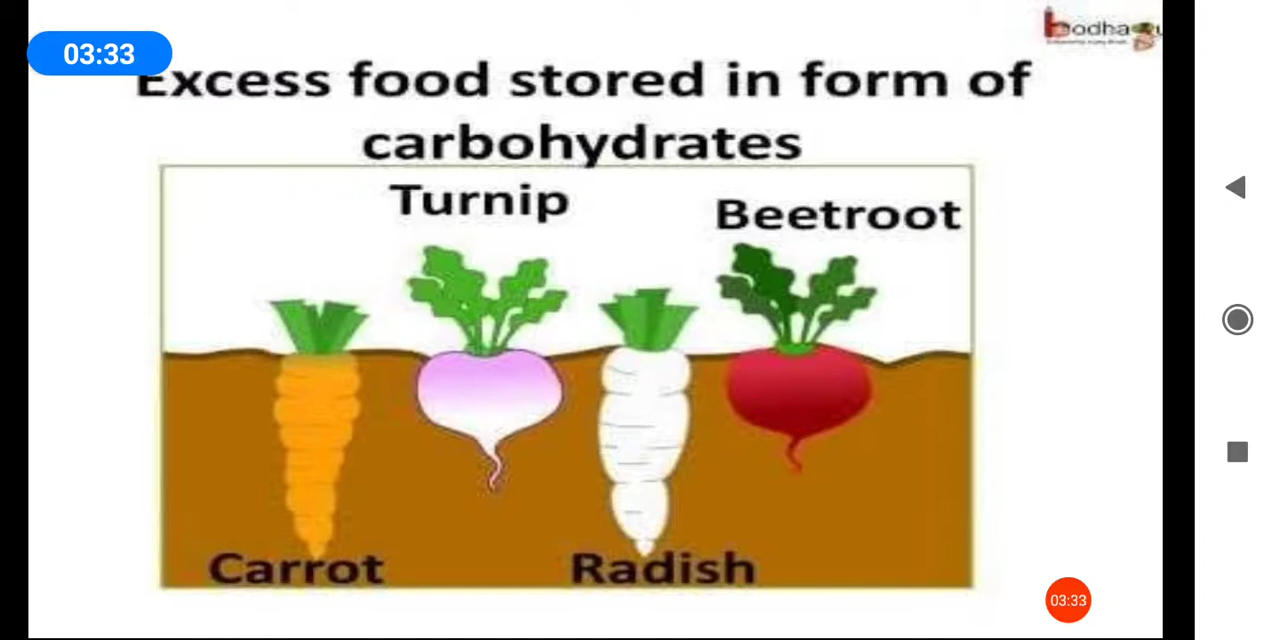 03:33
Excess food stored in form of
carbohydrates
Turnip
Beetroot
Carrot
Radish
03:33